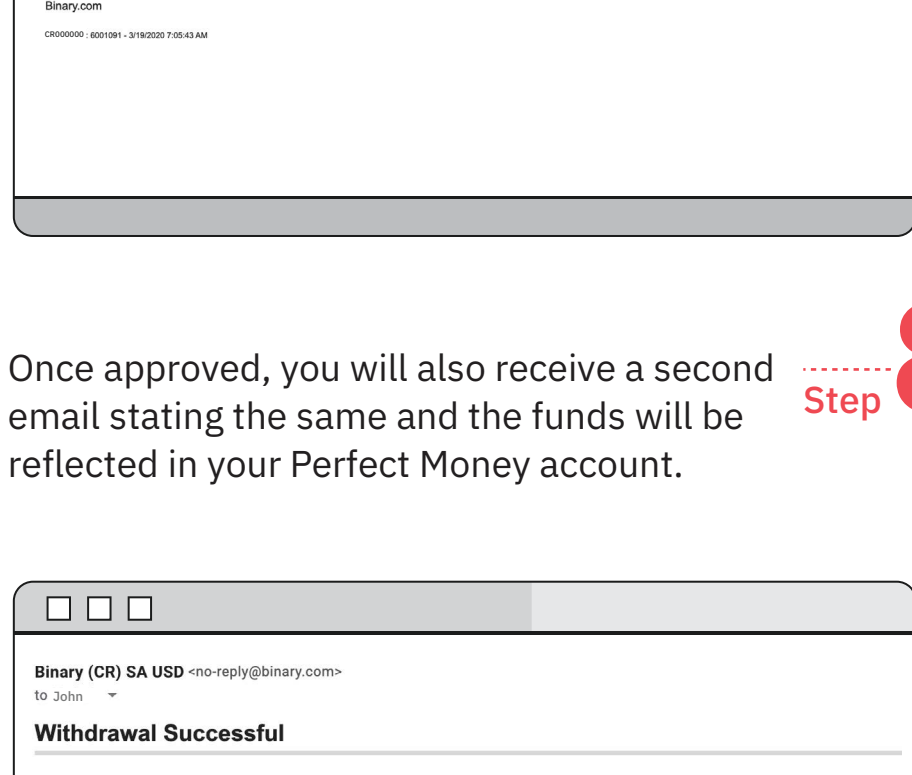 Binary.com
CR000000 : 6001091 - 3/19/2020 7:05:43 AM
Once approved, you will also receive a second
email stating the same and the funds will be
reflected in your Perfect Money account.
Step
Binary (CR) SA USD <no-reply@binary.com>
to John
Withdrawal Successful